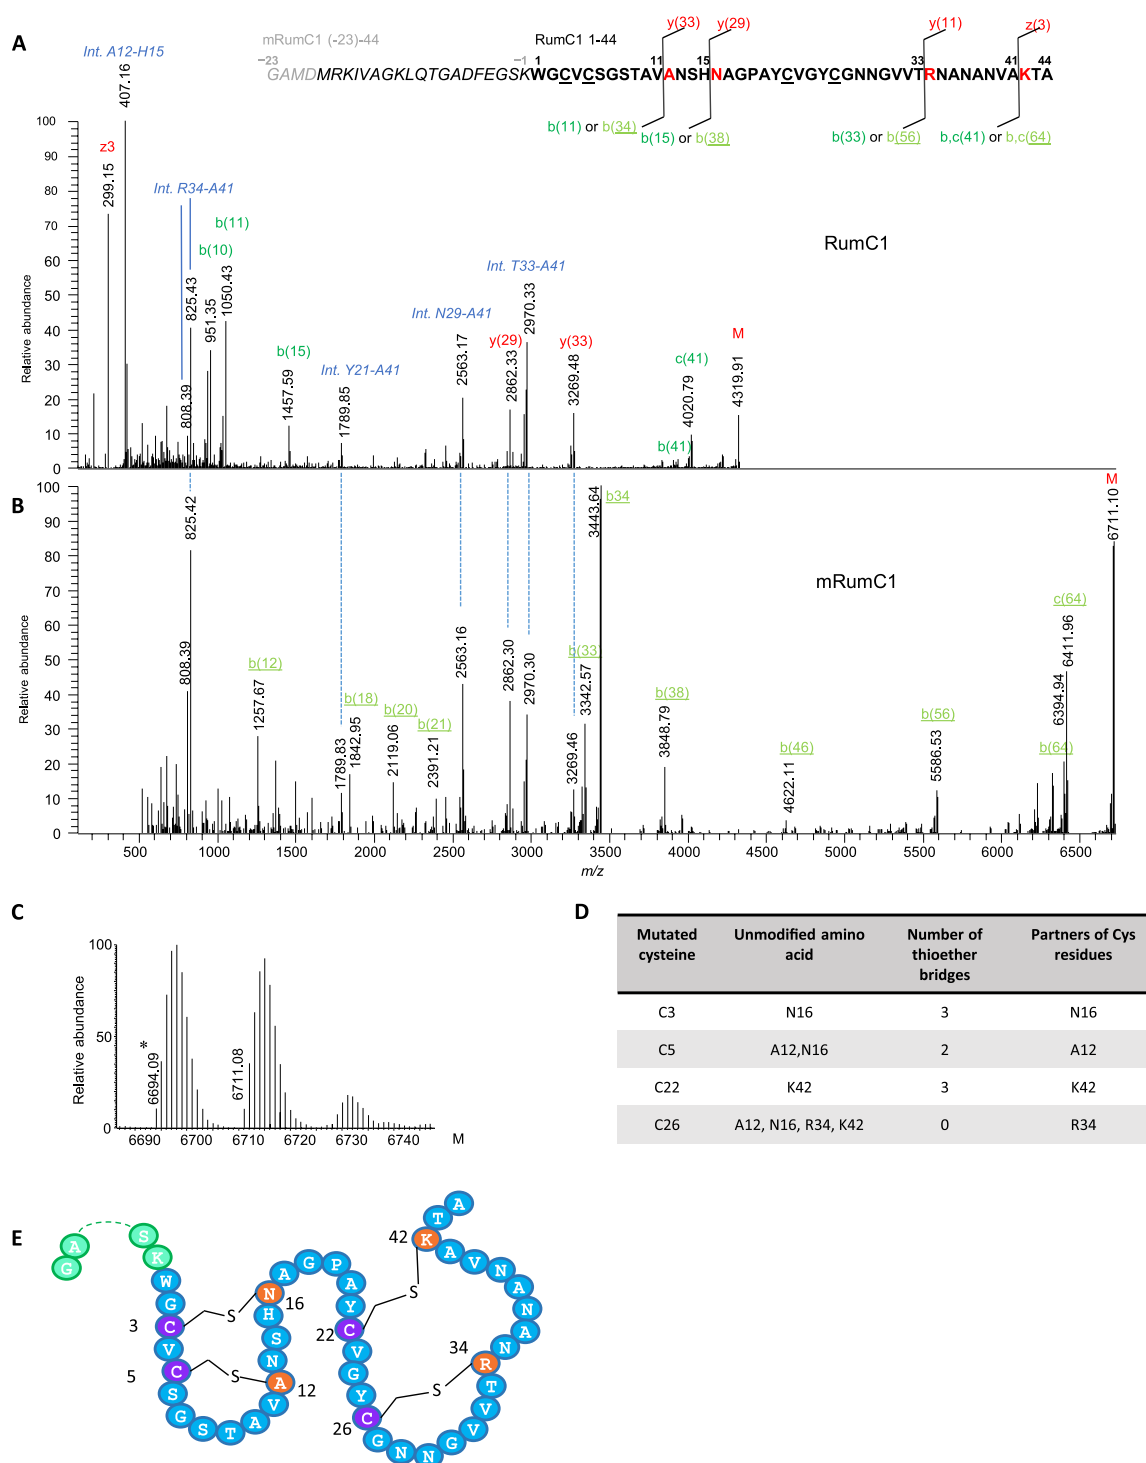 A
mRumC1 (-23)-44
RumC1 1-44
y(33)
y(29)
y(11)
z(3)
−23
−1
1
11
15
33
41
44
GAMDMRKIVAGKLQTGADFEGSKWGCVCSGSTAVANSHNAGPAYCVGYCGNNGVVTRNANANVAKTA
b(11) or b(34)
b(15) or b(38)
b(33) or b(56)
b,c(41) or b,c(64)
Int. A12-H15
407.16
z3
299.15
Int. R34-A41
808.39
825.43
b(10)
951.35
b(11)
1050.43
b(15)
1457.59
Int. Y21-A41
1789.85
Int. N29-A41
2563.17
y(29)
2862.33
Int. T33-A41
2970.33
y(33)
3269.48
b(41)
c(41)
4020.79
M
4319.91
RumC1
Relative abundance
100
90
80
70
60
50
40
30
20
10
0
B
808.39
825.42
b(12)
1257.67
1789.83
b(18)
1842.95
b(20)
2119.06
b(21)
2391.21
2563.16
2862.30
2970.30
3269.46
b(33)
3342.57
b34
3443.64
b(38)
3848.79
b(46)
4622.11
b(56)
5586.53
b(64)
6394.94
c(64)
6411.96
M
6711.10
mRumC1
Relative abundance
100
90
80
70
60
50
40
30
20
10
0
500 1000 1500 2000 2500 3000 3500 4000 4500 5000 5500 6000 6500
m/z
C
Relative abundance
100
50
0
*
6694.09
6711.08
6690 6700 6710 6720 6730 6740 M
D
Mutated cysteine
Unmodified amino acid
Number of thioether bridges
Partners of Cys residues
C3 N16 3 N16
C5 A12,N16 2 A12
C22 K42 3 K42
C26 A12, N16, R34, K42 0 R34
E
G A S K W G C V C S G S T A V A N S H N A G P A Y C V G Y C G N N G V V T R N A N A N V A K T A
3
5
12
16
22
26
34
42
S
S
S
S